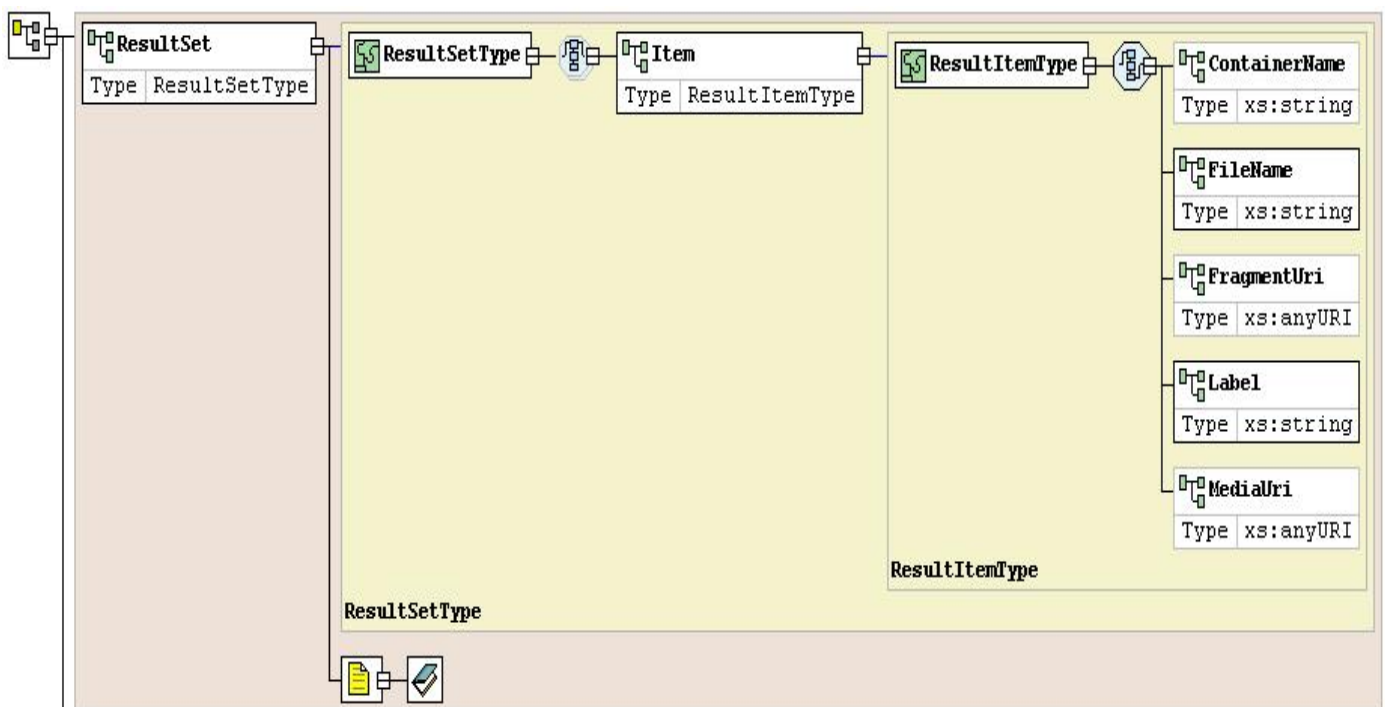 ResultSet
Type ResultSetType
ResultSetType
Item
Type ResultItemType
ResultItemType
ContainerName
Type xs:string
FileName
Type xs:string
FragmentUri
Type xs:anyURI
Label
Type xs:string
MediaUri
Type xs:anyURI
ResultItemType
ResultSetType